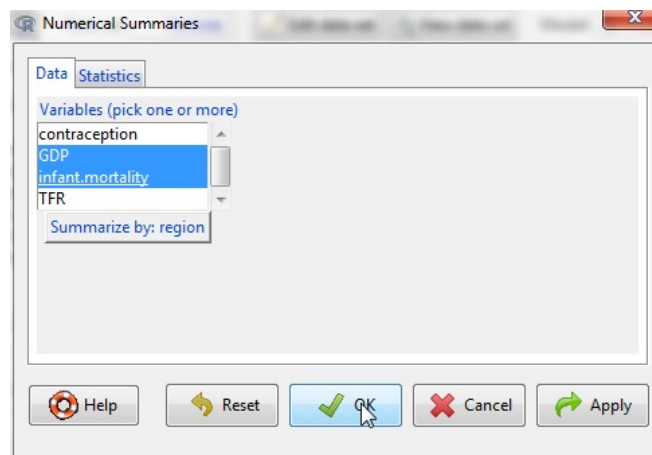 Numerical Summaries
Data Statistics
Variables (pick one or more)
contraception
GDP
infant.mortality
TFR
Summarize by: region
Help Reset OK Cancel Apply